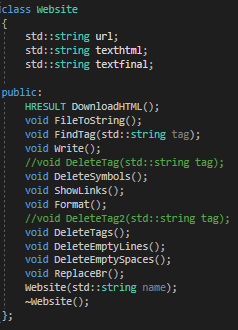 class Website
{
std::string url;
std::string texthtml;
std::string textfinal;
public:
HRESULT DownloadHTML();
void FileToString();
void FindTag(std::string tag);
void Write();
//void DeleteTag(std::string tag);
void DeleteSymbols();
void ShowLinks();
void Format();
//void DeleteTag2(std::string tag);
void DeleteTags();
void DeleteEmptyLines();
void DeleteEmptySpaces();
void ReplaceBr();
Website(std::string name);
~Website();
};